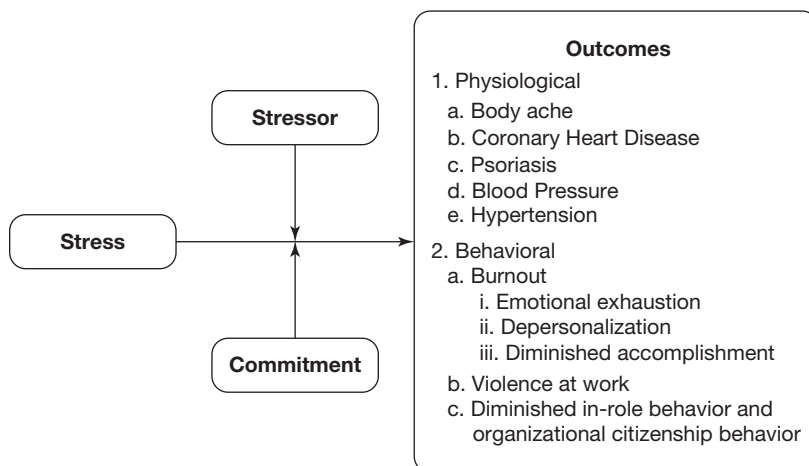 Outcomes
1. Physiological
a. Body ache
b. Coronary Heart Disease
c. Psoriasis
d. Blood Pressure
e. Hypertension
2. Behavioral
a. Burnout
i. Emotional exhaustion
ii. Depersonalization
iii. Diminished accomplishment
b. Violence at work
c. Diminished in-role behavior and
organizational citizenship behavior
Stressor
Stress
Commitment